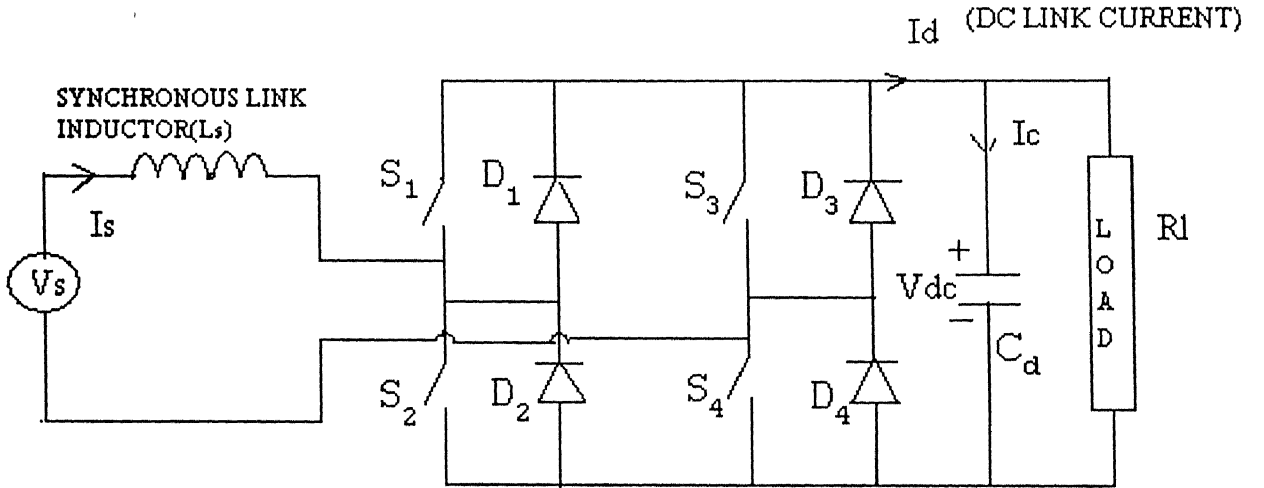 Id (DC LINK CURRENT)
SYNCHRONOUS LINK
INDUCTOR(Ls)
Ic
S1
D1
S3
D3
Is
Rl
LOAD
+
Vs
Vdc
−
Cd
S2
D2
S4
D4